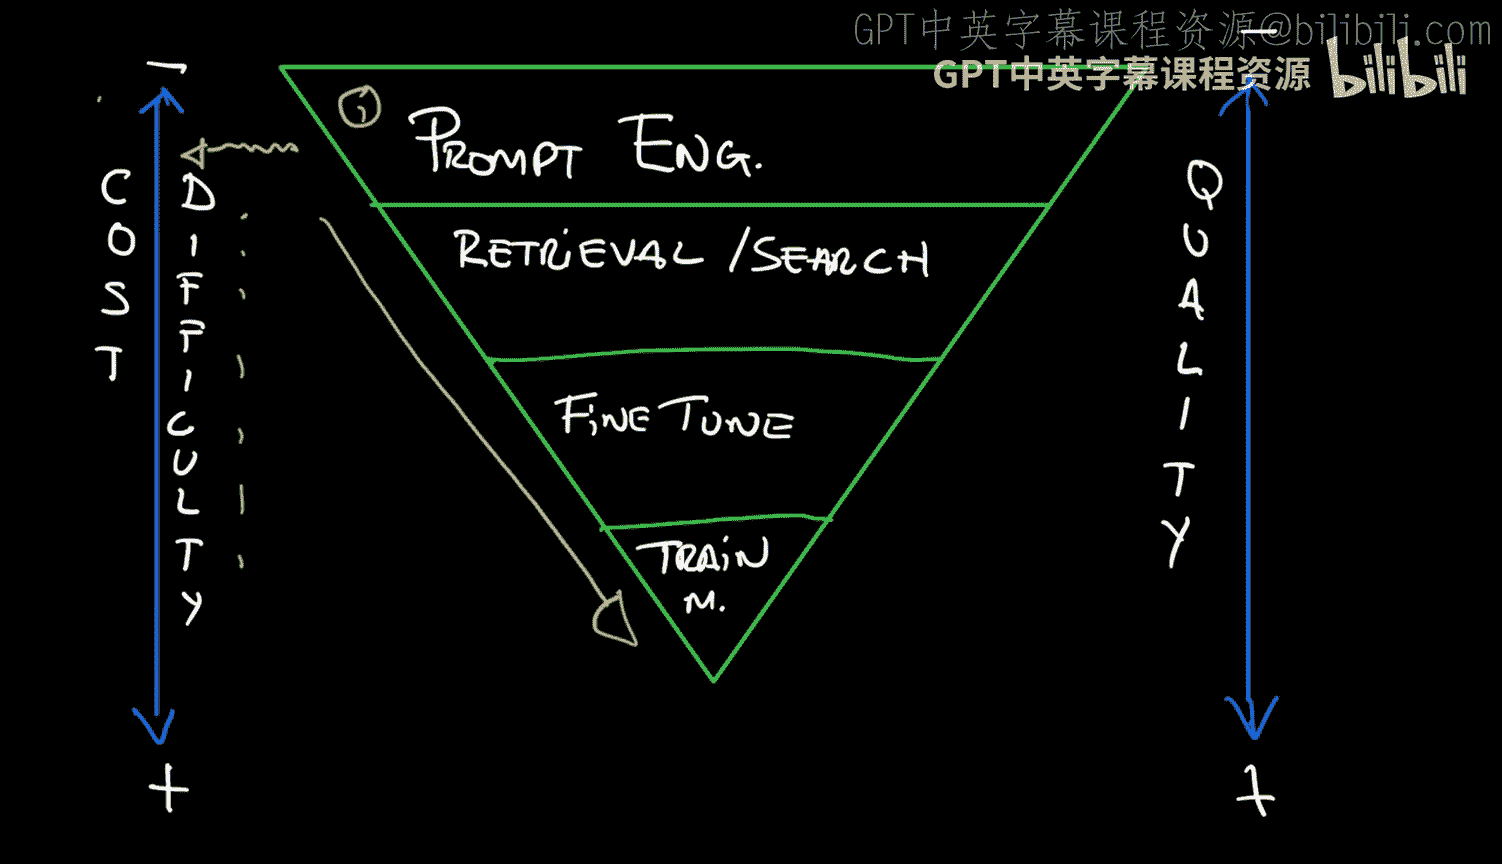 GPT中英字幕课程资源@bilibili.com
GPT中英字幕课程资源 bilibili
－
－
1
PROMPT ENG.
COST
DIFFICULTY
QUALITY
RETRIEVAL / SEARCH
FINE TUNE
TRAIN
M.
+
+